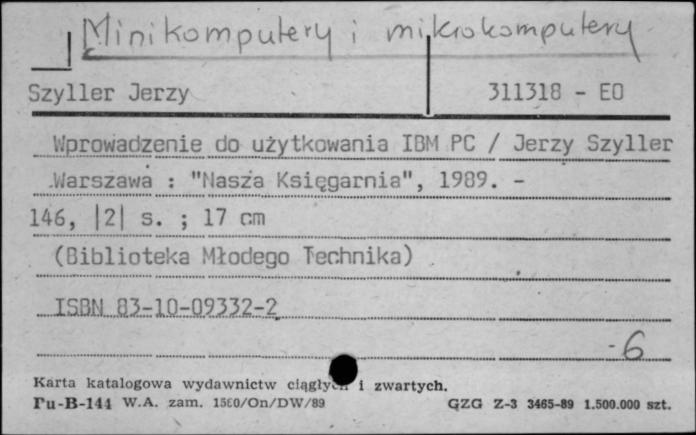 Minikomputery i mikrokomputery
Szyller Jerzy 311318 - EO
Wprowadzenie do użytkowania IBM PC / Jerzy Szyller
Warszawa : "Nasza Księgarnia", 1989. -
146, |2| s. ; 17 cm
(Biblioteka Młodego Technika)
ISBN 83-10-09332-2
-6
Karta katalogowa wydawnictw ciągłych i zwartych.
Pu-B-144 W.A. zam. 1560/On/DW/89 GZG Z-3 3465-89 1.500.000 szt.